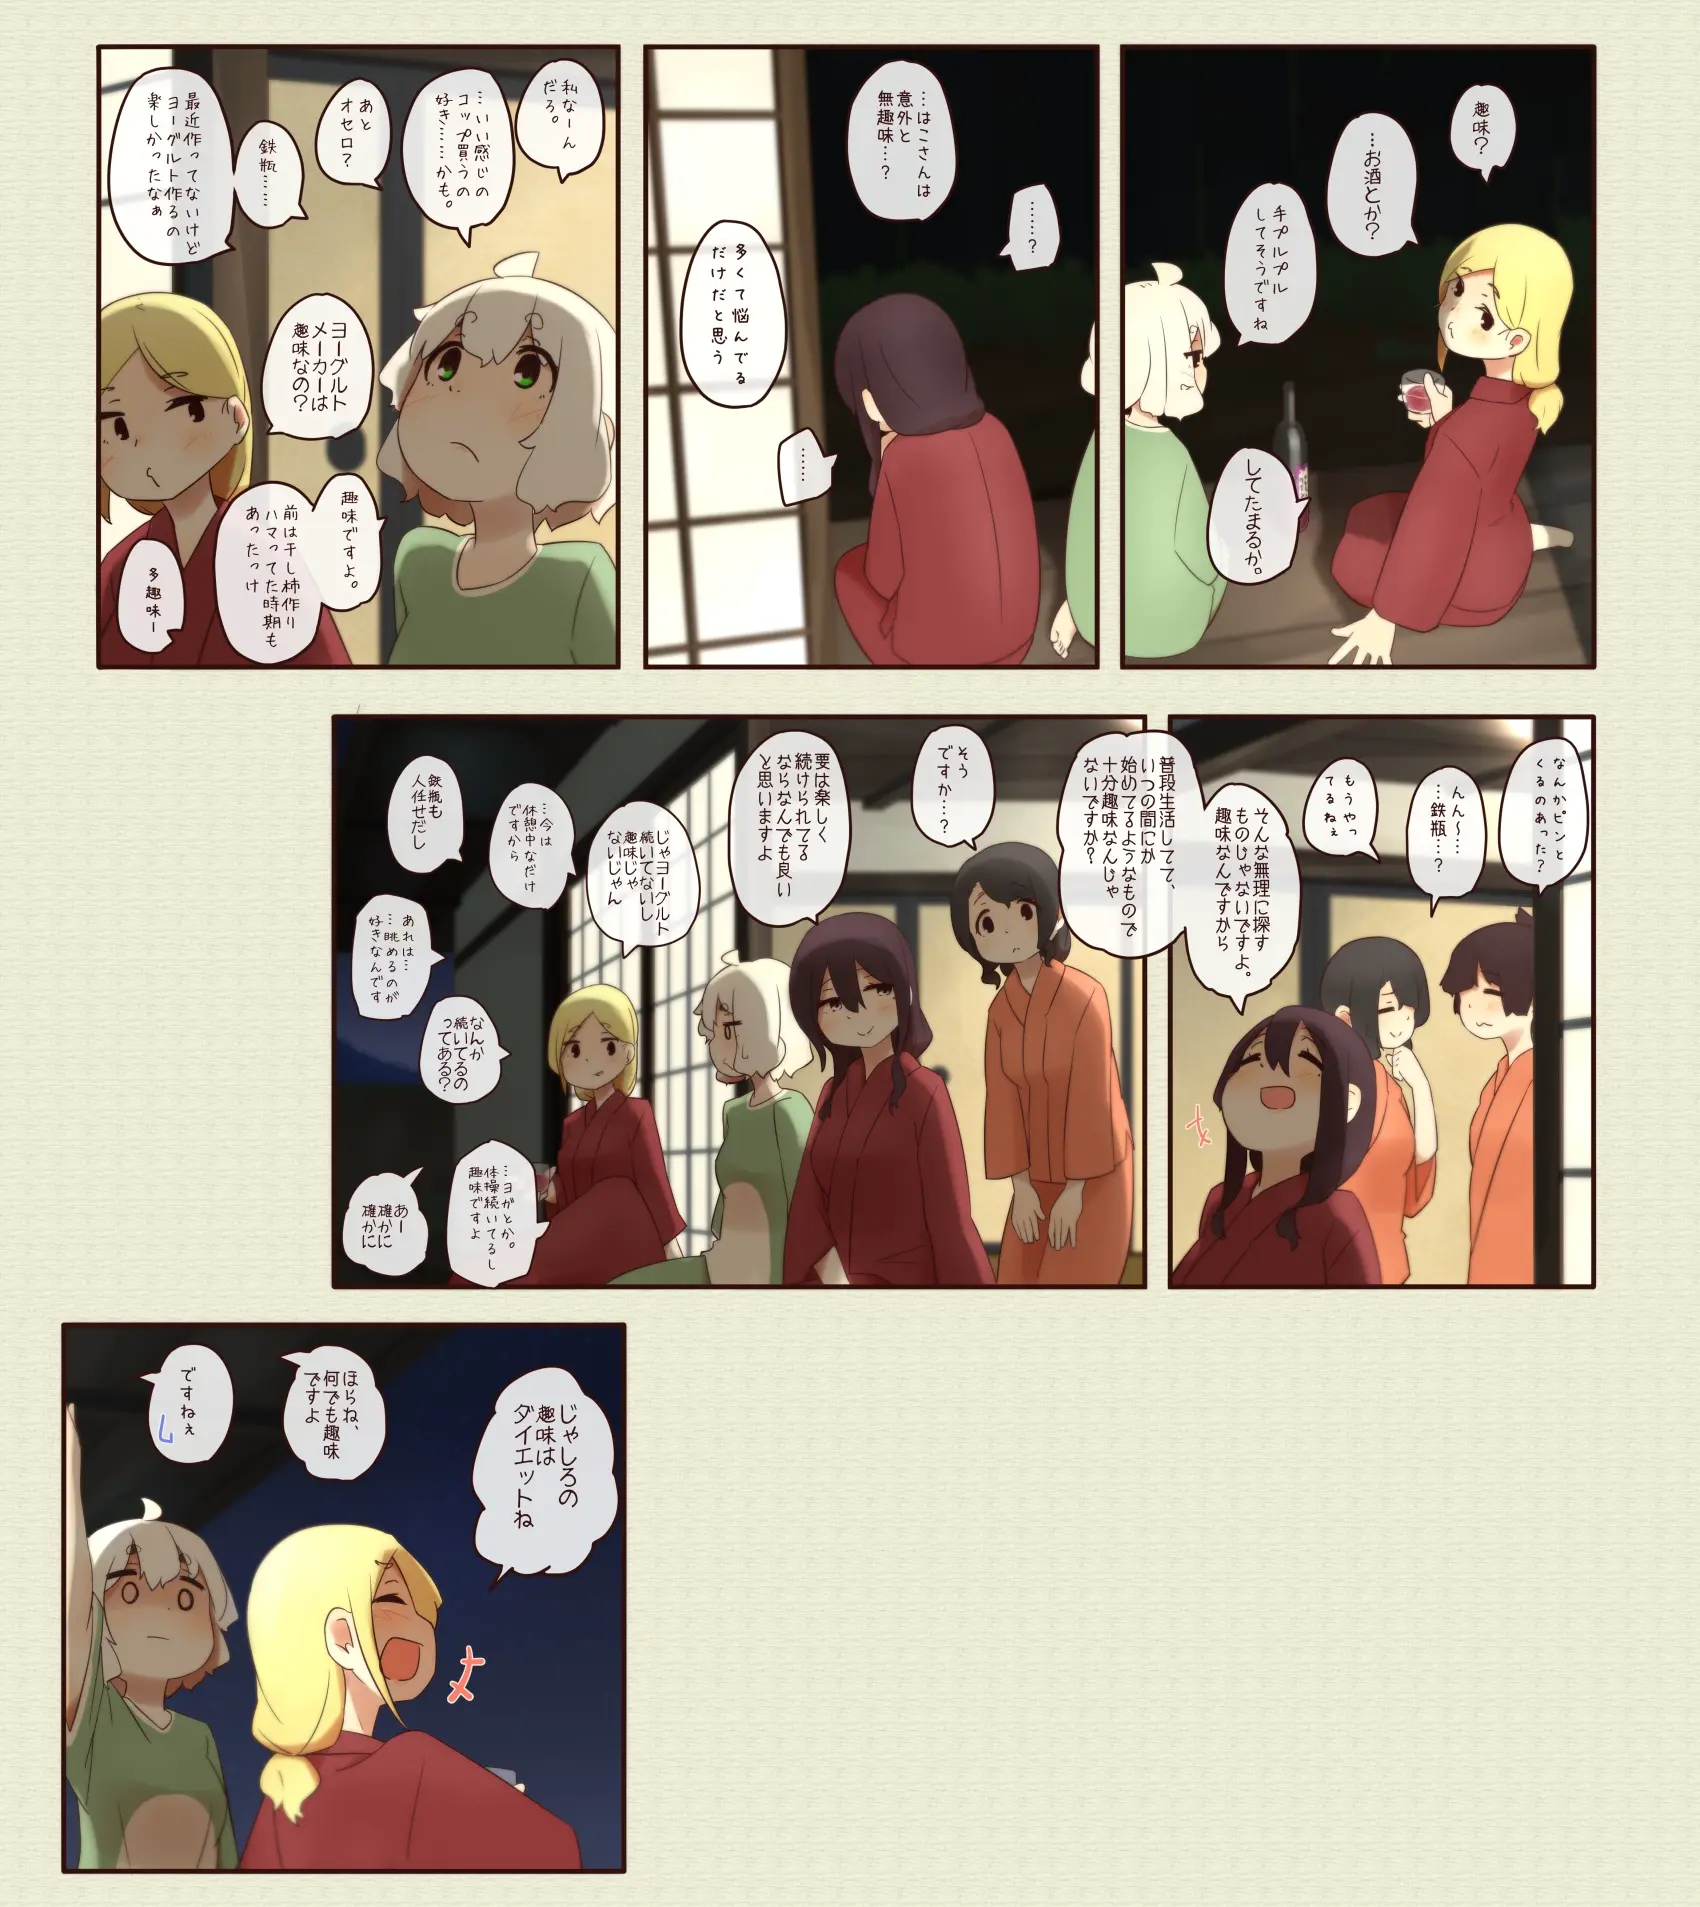 趣味?
…お酒とか?
手プルプル
してそうですね
してたまるか。
………?
…はこさんは
意外と
無趣味…?
多くて悩んでる
だけだと思う
……
私なーん
だろ。
…いい感じの
コップ買うの
好き……かも。
あと
オセロ?
鉄瓶……
最近作ってないけど
ヨーグルト作るの
楽しかったなぁ
ヨーグルト
メーカーは
趣味なの?
趣味ですよ。
前は干し柿作り
ハマってた時期も
あったっけ
多趣味ー
なんかピンと
くるのあった?
んん〜…
…鉄瓶…?
もうやっ
てるねぇ
そんな無理に探す
ものじゃないですよ。
趣味なんですから
普段生活してて、
いつの間にか
始めてるようなもので
十分趣味なんじゃ
ないですか?
そう
ですか…?
要は楽しく
続けられてる
ならなんでも良い
と思いますよ
じゃヨーグルト
続いてないし
趣味じゃ
ないじゃん
…今は
休憩中なだけ
ですから
鉄瓶も
人任せだし
あれは…
…眺めるのが
好きなんです
なんか
続いてるの
ってある?
…ヨガとか。
体操続いてるし
趣味ですよ
あー
確かに
確かに
じゃしろの
趣味は
ダイエットね
ほらね、
何でも趣味
ですよ
ですねぇ